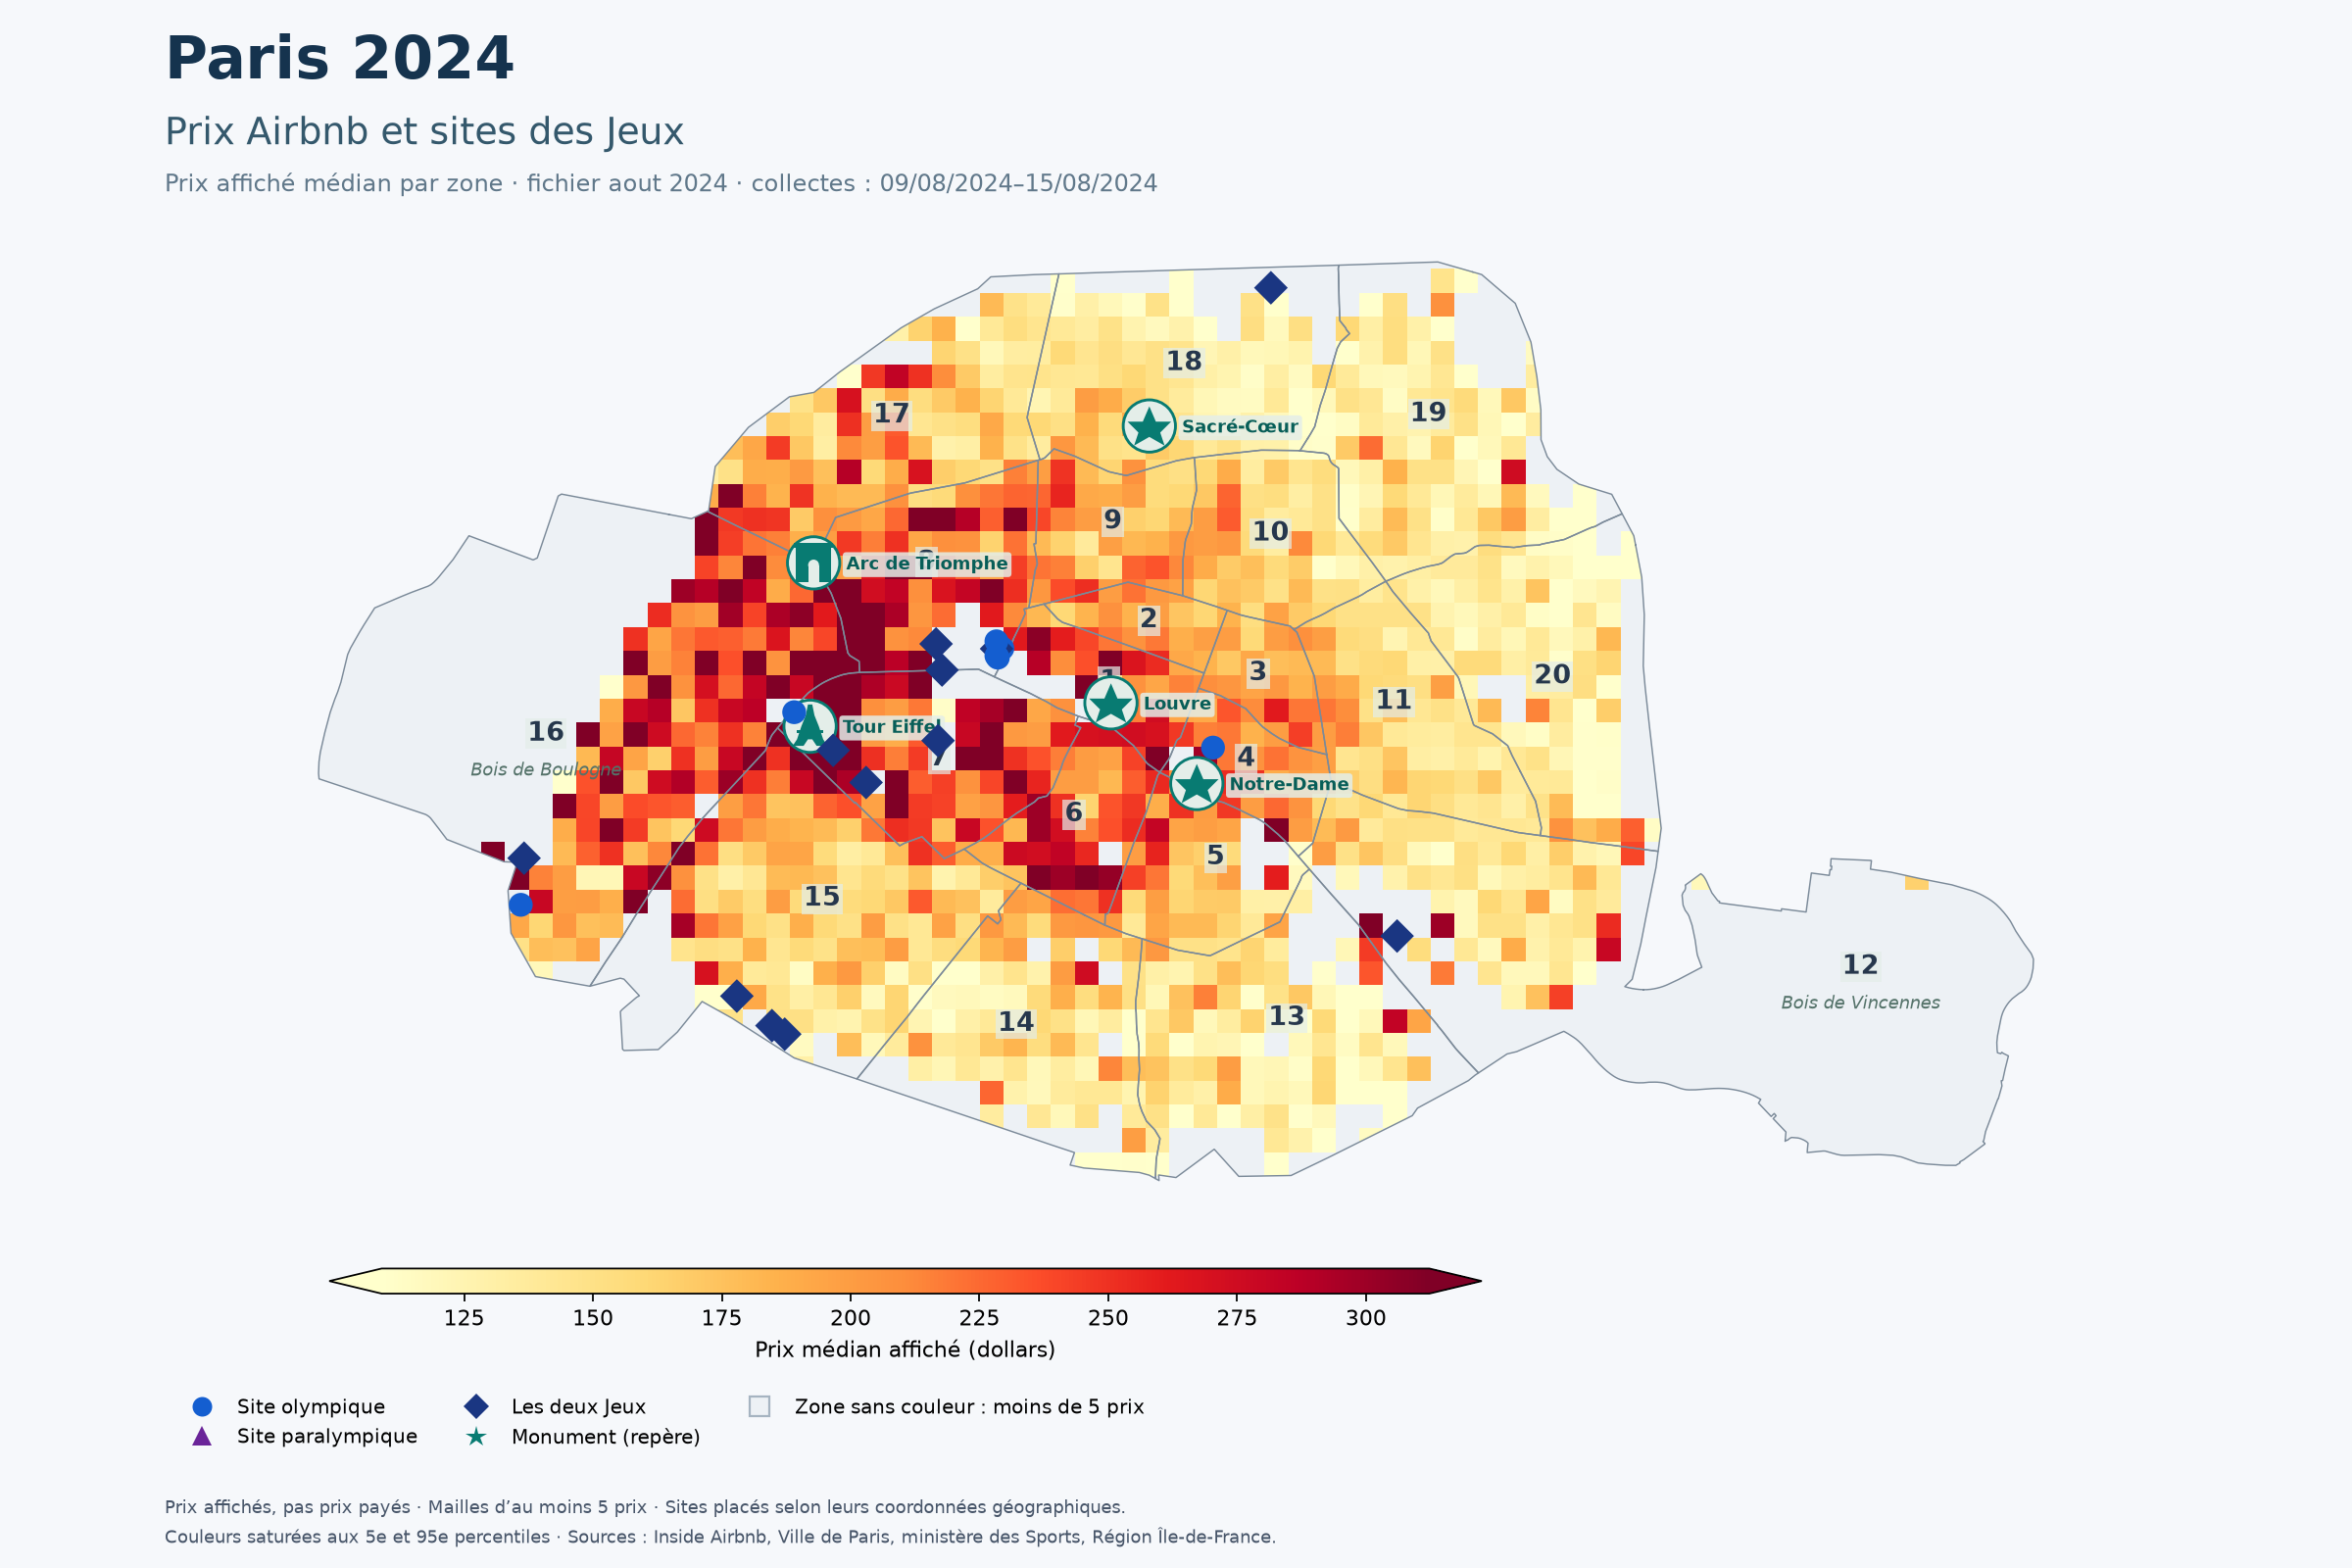 Paris 2024
Prix Airbnb et sites des Jeux
Prix affiché médian par zone · fichier aout 2024 · collectes : 09/08/2024–15/08/2024
18
17
19
Sacré-Cœur
9
10
Arc de Triomphe
2
3
1
20
11
Louvre
16
Tour Eiffel
7
4
Bois de Boulogne
Notre-Dame
6
5
15
12
Bois de Vincennes
14
13
125 150 175 200 225 250 275 300
Prix médian affiché (dollars)
Site olympique
Les deux Jeux
Zone sans couleur : moins de 5 prix
Site paralympique
Monument (repère)
Prix affichés, pas prix payés · Mailles d’au moins 5 prix · Sites placés selon leurs coordonnées géographiques.
Couleurs saturées aux 5e et 95e percentiles · Sources : Inside Airbnb, Ville de Paris, ministère des Sports, Région Île-de-France.